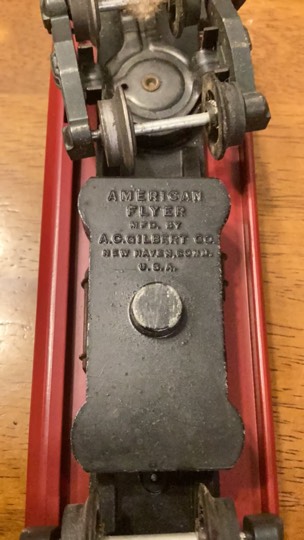 AMERICAN
FLYER
MFD. BY
A.C. GILBERT CO.
NEW HAVEN, CONN.
U.S.A.